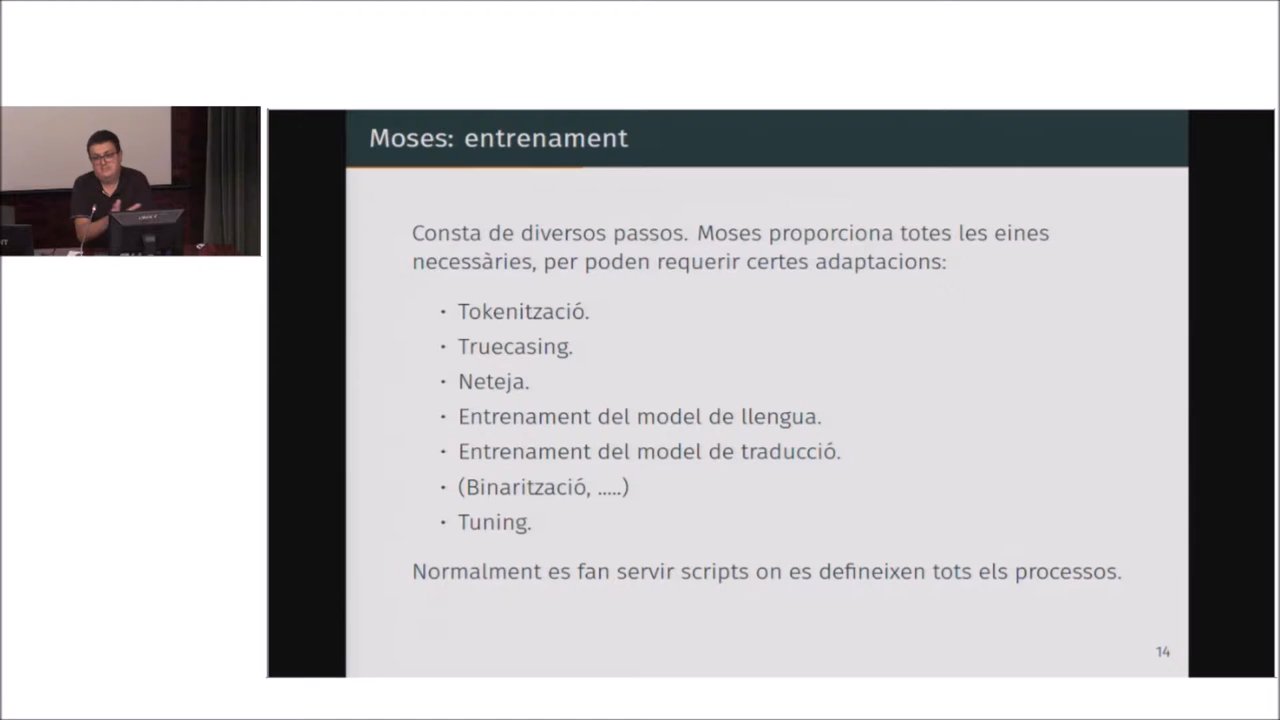 Moses: entrenament
Consta de diversos passos. Moses proporciona totes les eines
necessàries, per poden requerir certes adaptacions:
· Tokenització.
· Truecasing.
· Neteja.
· Entrenament del model de llengua.
· Entrenament del model de traducció.
· (Binarització, .....)
· Tuning.
Normalment es fan servir scripts on es defineixen tots els processos.
14